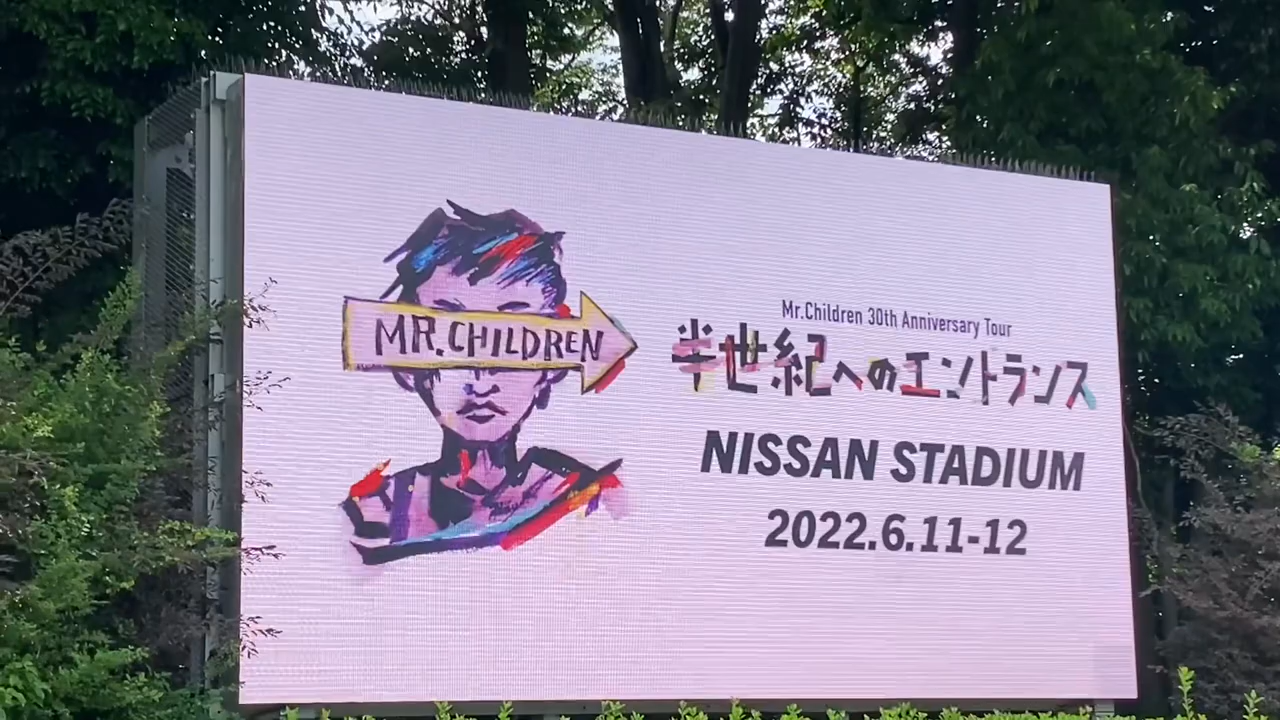 MR.CHILDREN
Mr.Children 30th Anniversary Tour
半世紀へのエントランス
NISSAN STADIUM
2022.6.11-12